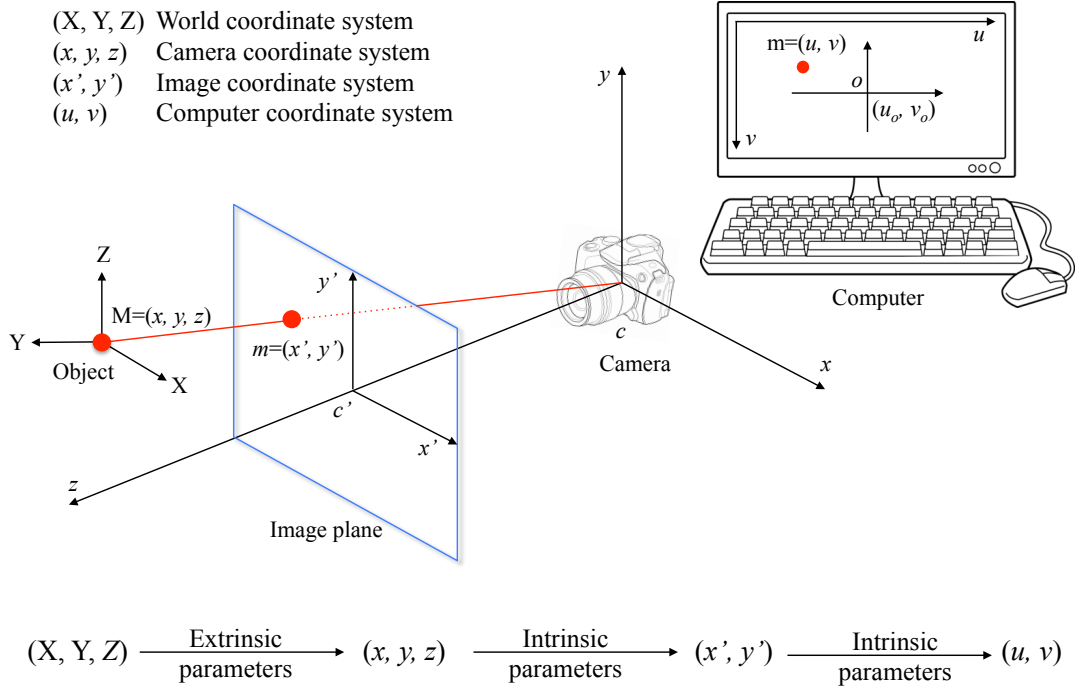 (X, Y, Z) World coordinate system
(x, y, z) Camera coordinate system
(x’, y’) Image coordinate system
(u, v) Computer coordinate system
u
m=(u, v)
o
(uo, vo)
v
Computer
y
c
Camera
x
Z
M=(x, y, z)
Y
Object
X
y’
m=(x’, y’)
c’
x’
z
Image plane
(X, Y, Z) Extrinsic parameters (x, y, z) Intrinsic parameters (x’, y’) Intrinsic parameters (u, v)